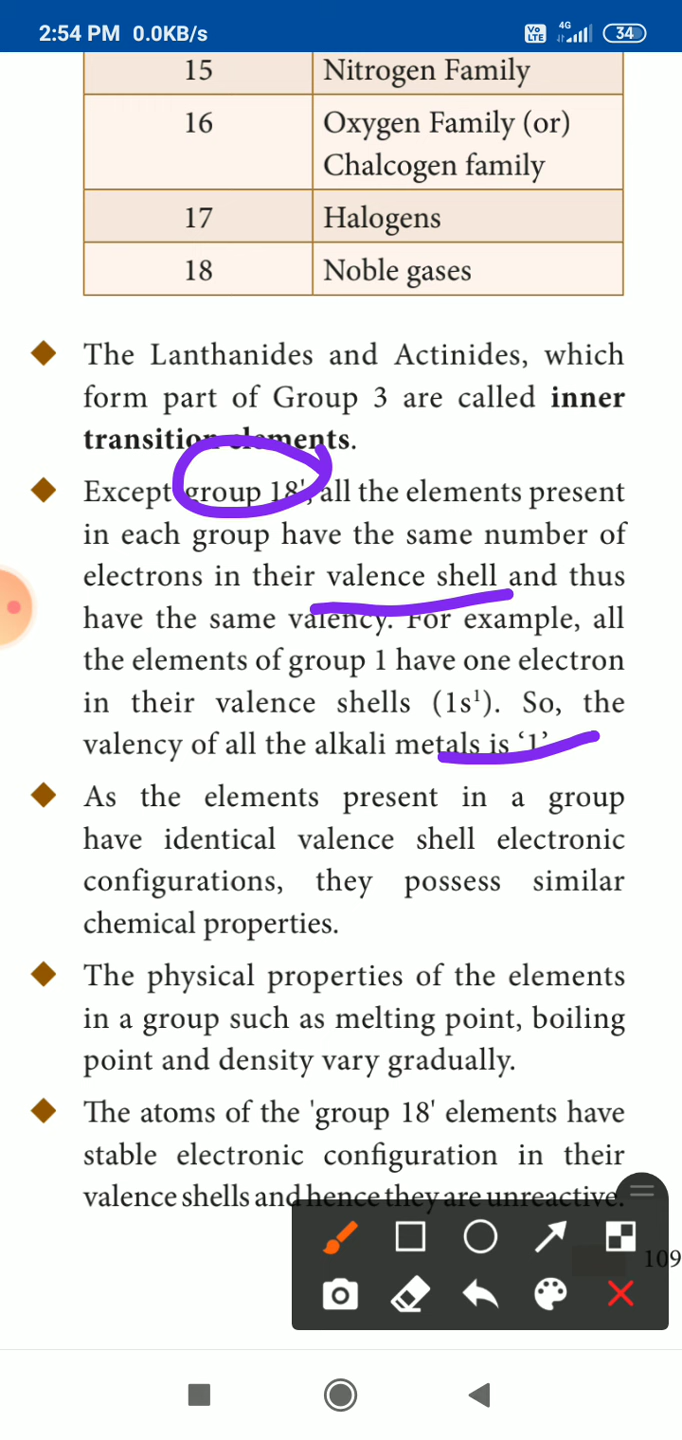 2:54 PM 0.0KB/s
Vo LTE 4G 34
15 Nitrogen Family
16 Oxygen Family (or)
Chalcogen family
17 Halogens
18 Noble gases
The Lanthanides and Actinides, which
form part of Group 3 are called inner
transition elements.
Except 'group 18', all the elements present
in each group have the same number of
electrons in their valence shell and thus
have the same valency. For example, all
the elements of group 1 have one electron
in their valence shells (1s¹). So, the
valency of all the alkali metals is ‘1’
As the elements present in a group
have identical valence shell electronic
configurations, they possess similar
chemical properties.
The physical properties of the elements
in a group such as melting point, boiling
point and density vary gradually.
The atoms of the 'group 18' elements have
stable electronic configuration in their
valence shells and hence they are unreactive.
109